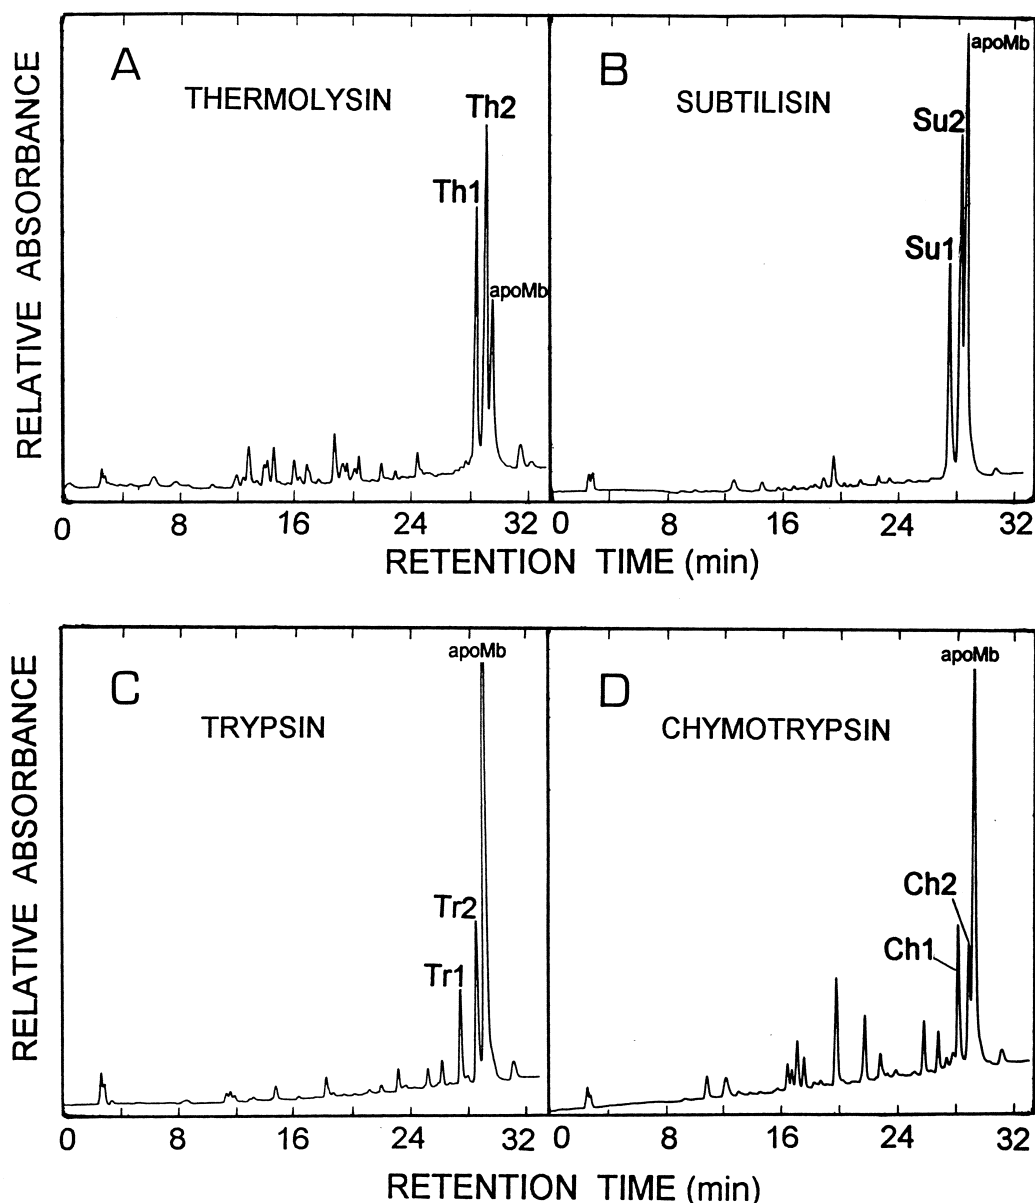 A
THERMOLYSIN
Th2
Th1
apoMb
B
SUBTILISIN
apoMb
Su2
Su1
RELATIVE ABSORBANCE
0 8 16 24 32 0 8 16 24 32
RETENTION TIME (min)
C
TRYPSIN
apoMb
Tr2
Tr1
D
CHYMOTRYPSIN
apoMb
Ch2
Ch1
RELATIVE ABSORBANCE
0 8 16 24 32 0 8 16 24 32
RETENTION TIME (min)